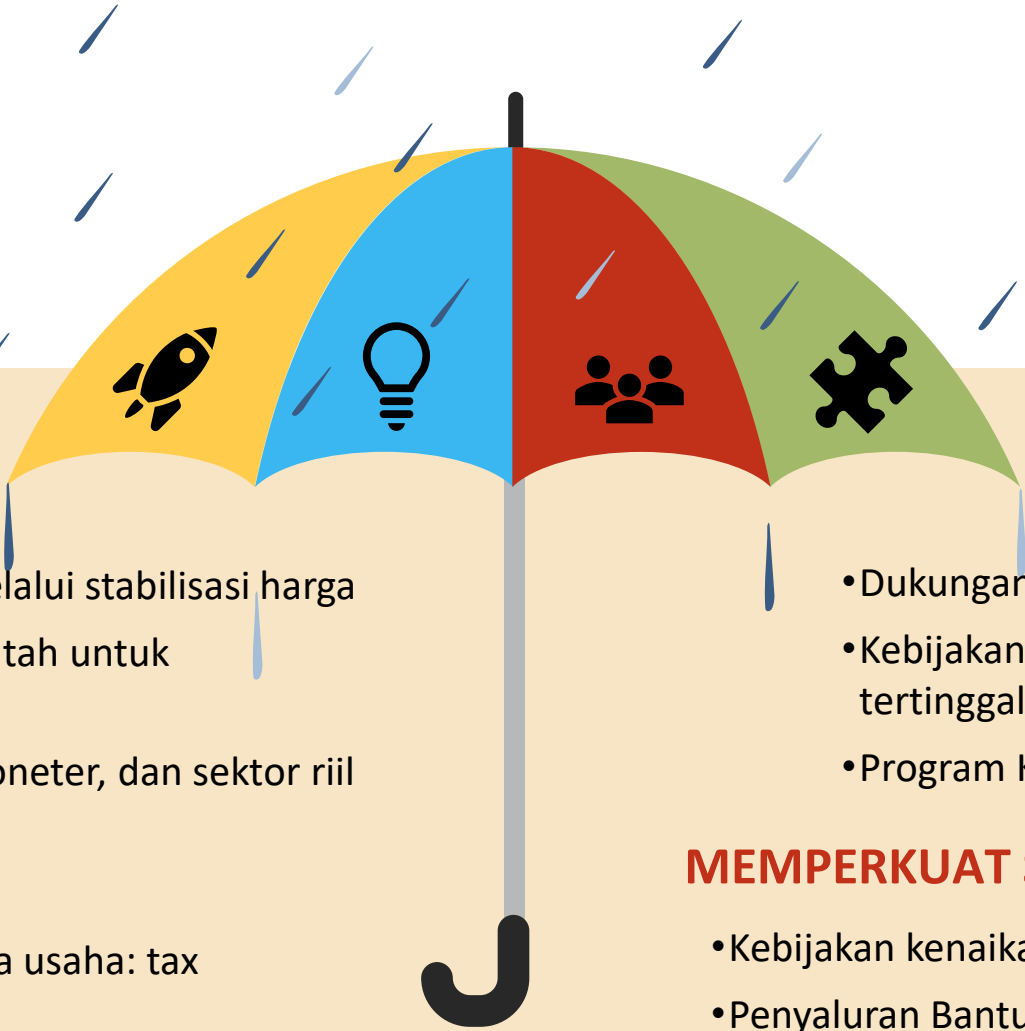 elalui stabilisasi harga
tah untuk
oneter, dan sektor riil
a usaha: tax
•Dukungan
•Kebijakan
tertinggal
•Program
MEMPERKUAT
•Kebijakan kenaika
•Penyaluran Bantu